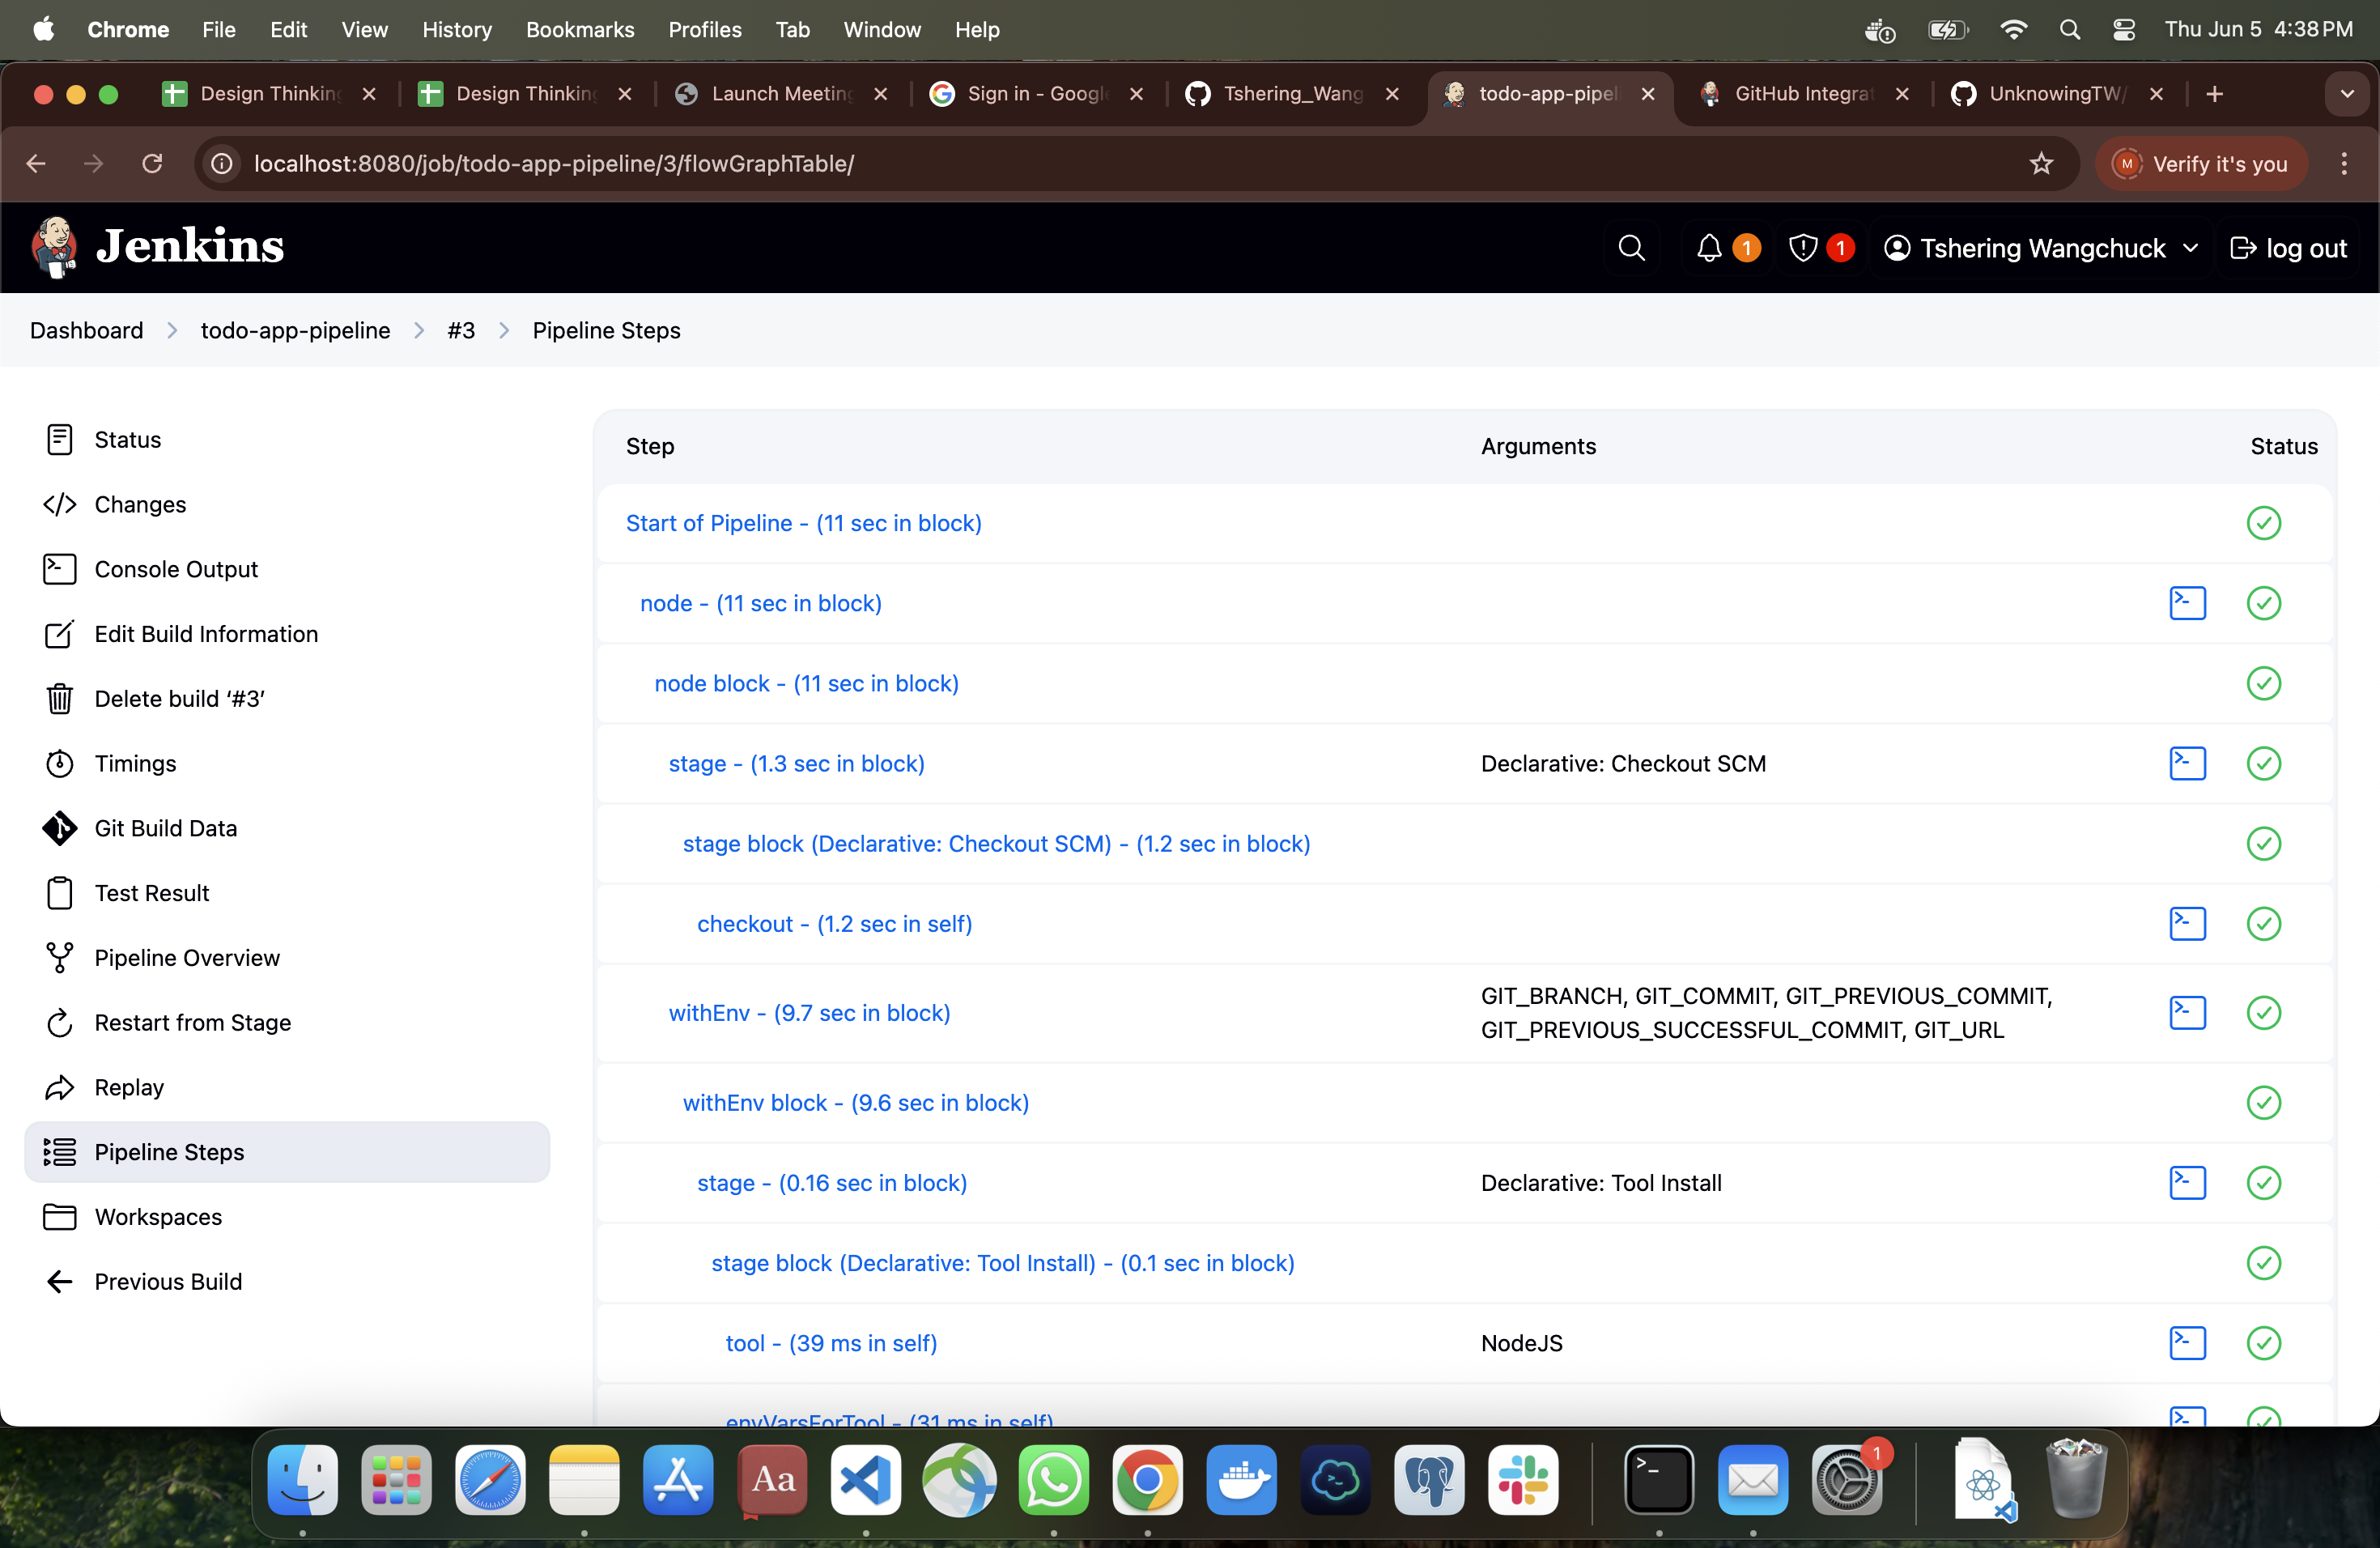 Chrome File Edit View History Bookmarks Profiles Tab Window Help Thu Jun 5 4:38 PM
Design Thinking Design Thinking Launch Meeting Sign in - Google Tshering_Wang todo-app-pipel GitHub Integrat UnknowingTW/
localhost:8080/job/todo-app-pipeline/3/flowGraphTable/ M Verify it's you
Jenkins 1 1 Tshering Wangchuck log out
Dashboard todo-app-pipeline #3 Pipeline Steps
Status
Changes
Console Output
Edit Build Information
Delete build ‘#3’
Timings
Git Build Data
Test Result
Pipeline Overview
Restart from Stage
Replay
Pipeline Steps
Workspaces
Previous Build
Step Arguments Status
Start of Pipeline - (11 sec in block)
node - (11 sec in block)
node block - (11 sec in block)
stage - (1.3 sec in block) Declarative: Checkout SCM
stage block (Declarative: Checkout SCM) - (1.2 sec in block)
checkout - (1.2 sec in self)
withEnv - (9.7 sec in block) GIT_BRANCH, GIT_COMMIT, GIT_PREVIOUS_COMMIT,
GIT_PREVIOUS_SUCCESSFUL_COMMIT, GIT_URL
withEnv block - (9.6 sec in block)
stage - (0.16 sec in block) Declarative: Tool Install
stage block (Declarative: Tool Install) - (0.1 sec in block)
tool - (39 ms in self) NodeJS
envVarsForTool - (31 ms in self)
Aa 1